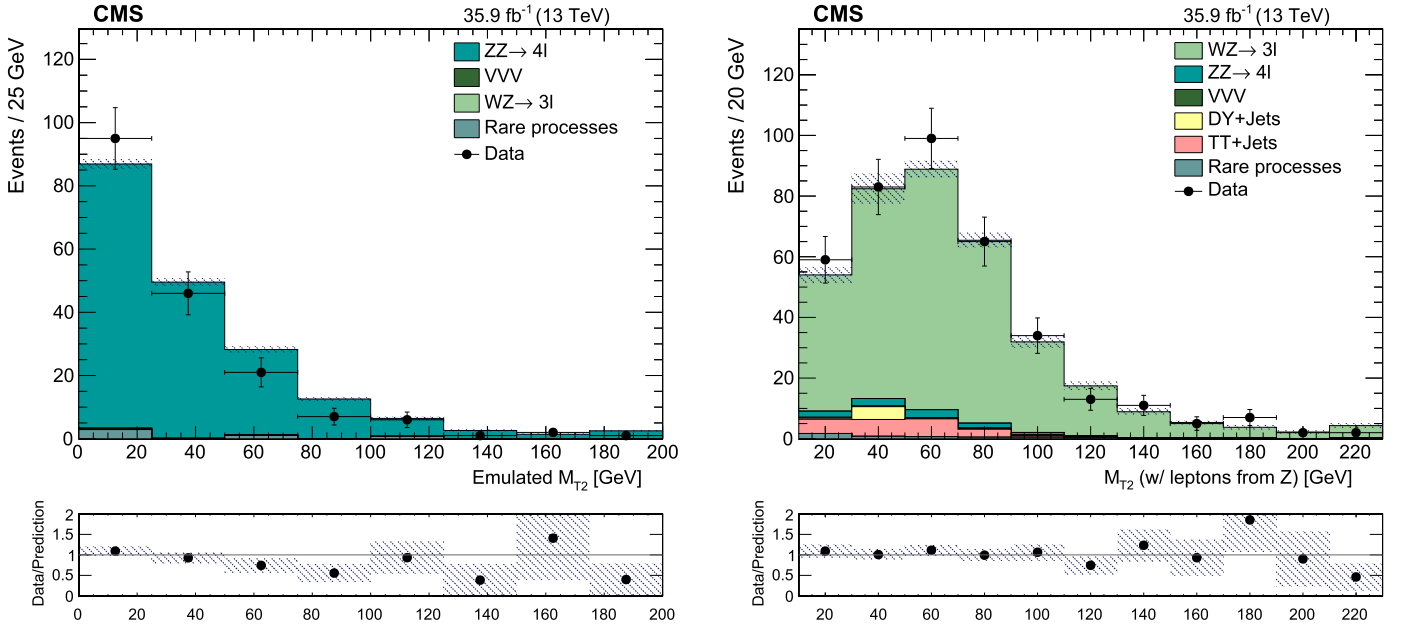 CMS 35.9 fb⁻¹ (13 TeV)
Events / 25 GeV
120
100
80
60
40
20
0
ZZ→ 4l
VVV
WZ→ 3l
Rare processes
Data
0 20 40 60 80 100 120 140 160 180 200
Emulated M_T2 [GeV]
Data/Prediction
2
1.5
1
0.5
0
0 20 40 60 80 100 120 140 160 180 200
CMS 35.9 fb⁻¹ (13 TeV)
Events / 20 GeV
120
100
80
60
40
20
0
WZ→ 3l
ZZ→ 4l
VVV
DY+Jets
TT+Jets
Rare processes
Data
20 40 60 80 100 120 140 160 180 200 220
M_T2 (w/ leptons from Z) [GeV]
Data/Prediction
2
1.5
1
0.5
0
20 40 60 80 100 120 140 160 180 200 220